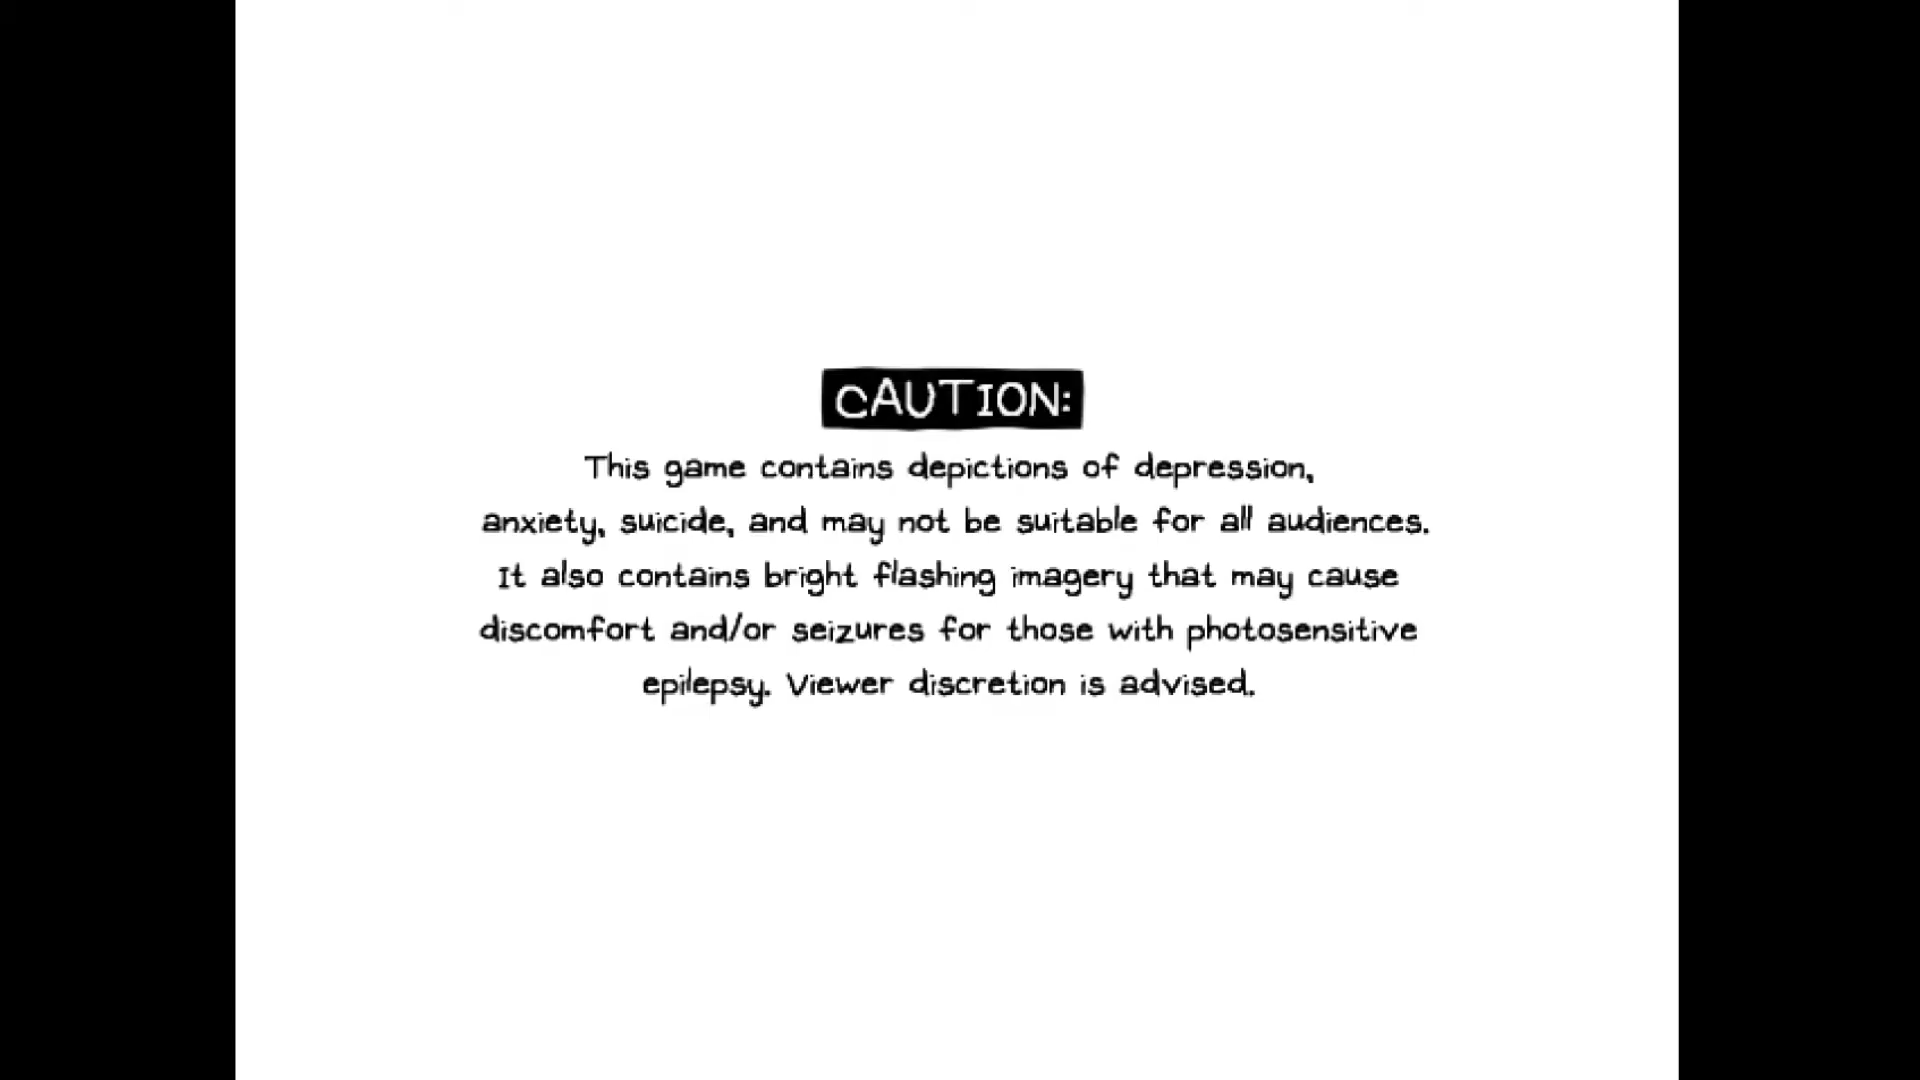 CAUTION:
This game contains depictions of depression,
anxiety, suicide, and may not be suitable for all audiences.
It also contains bright flashing imagery that may cause
discomfort and/or seizures for those with photosensitive
epilepsy. Viewer discretion is advised.